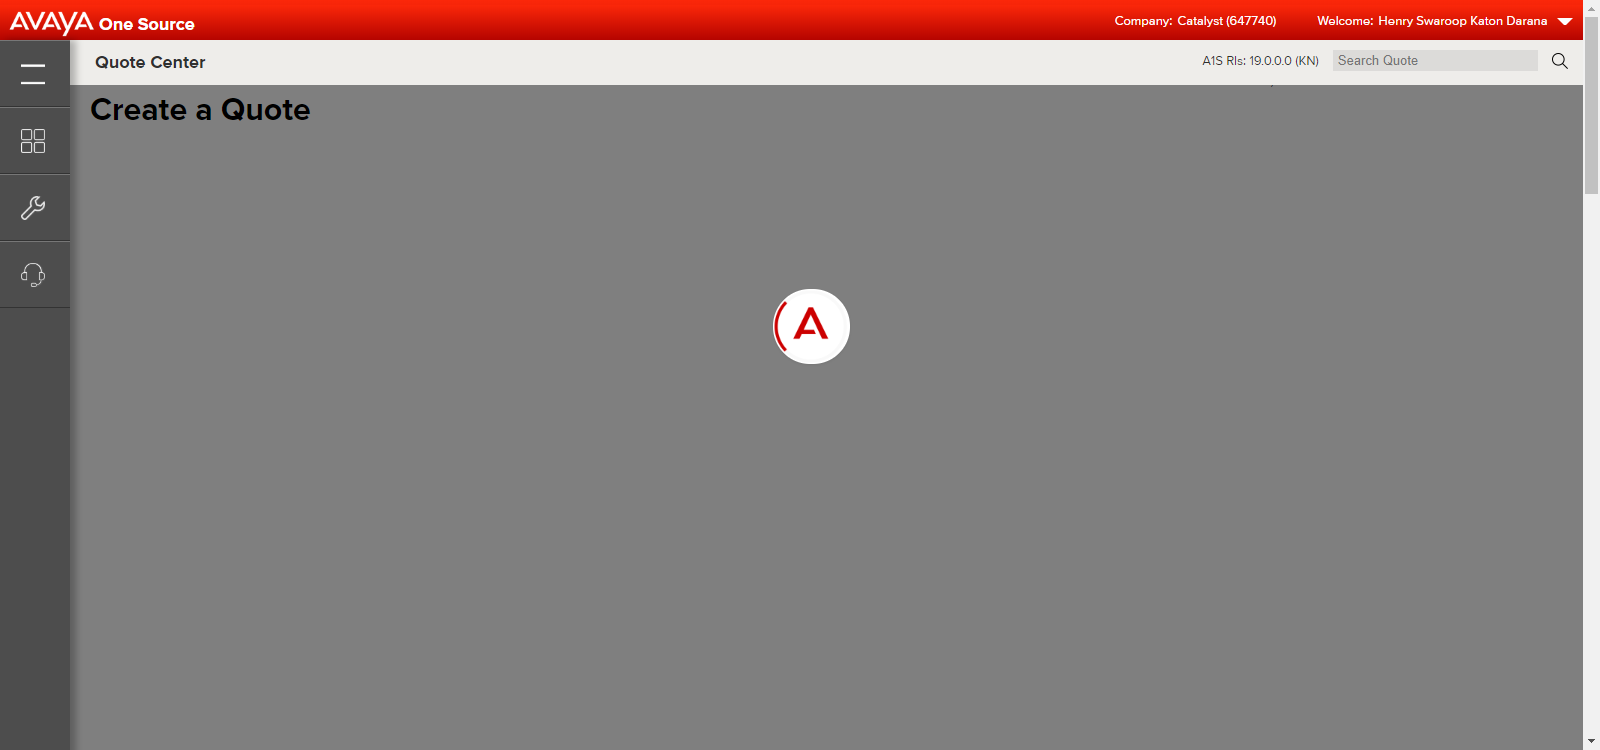 AVAYA One Source
Company: Catalyst (647740)
Welcome: Henry Swaroop Katon Darana
Quote Center
A1S Rls: 19.0.0.0 (KN)
Search Quote
Create a Quote
A